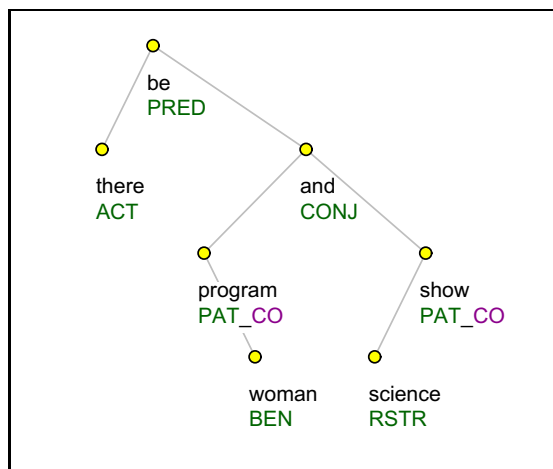 be
PRED
there
ACT
and
CONJ
program
PAT_CO
show
PAT_CO
woman
BEN
science
RSTR